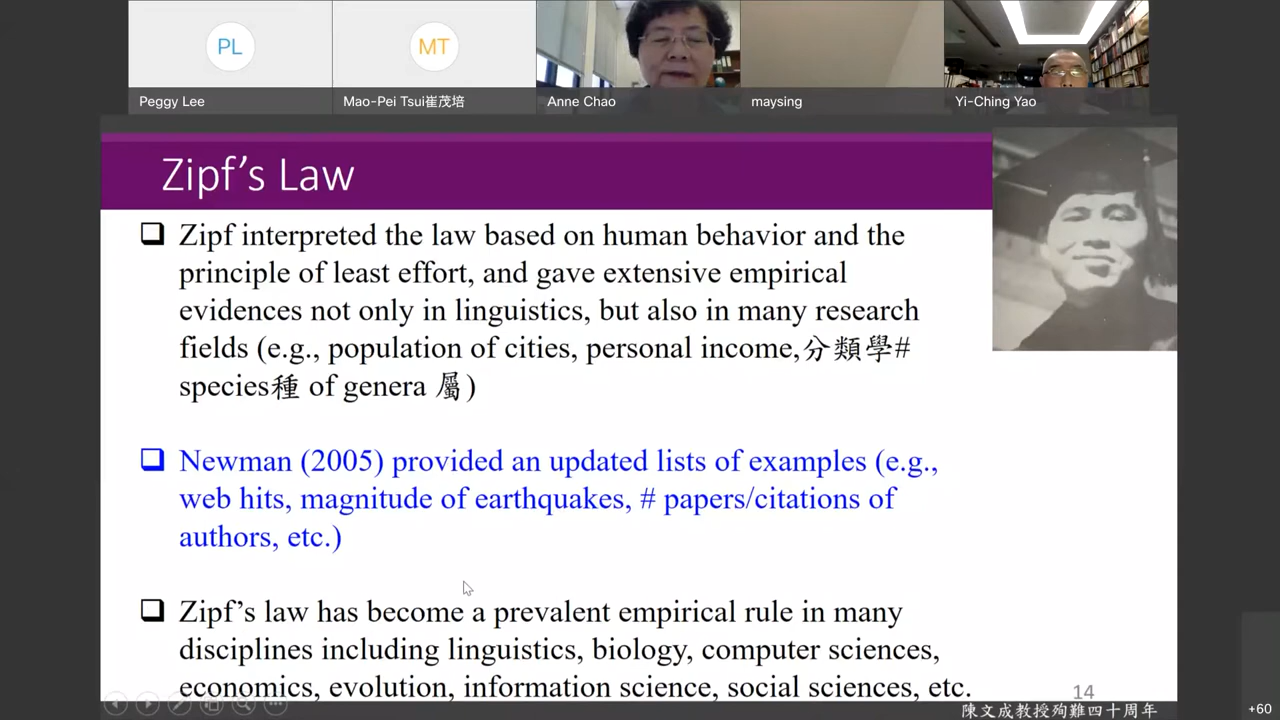 PL
MT
Peggy Lee
Mao-Pei Tsui崔茂培
Anne Chao
maysing
Yi-Ching Yao
Zipf's Law
Zipf interpreted the law based on human behavior and the
principle of least effort, and gave extensive empirical
evidences not only in linguistics, but also in many research
fields (e.g., population of cities, personal income,分類學#
species種 of genera 屬)
Newman (2005) provided an updated lists of examples (e.g.,
web hits, magnitude of earthquakes, # papers/citations of
authors, etc.)
Zipf's law has become a prevalent empirical rule in many
disciplines including linguistics, biology, computer sciences,
economics, evolution, information science, social sciences, etc.
14
陳文成教授殉難四十周年
+60